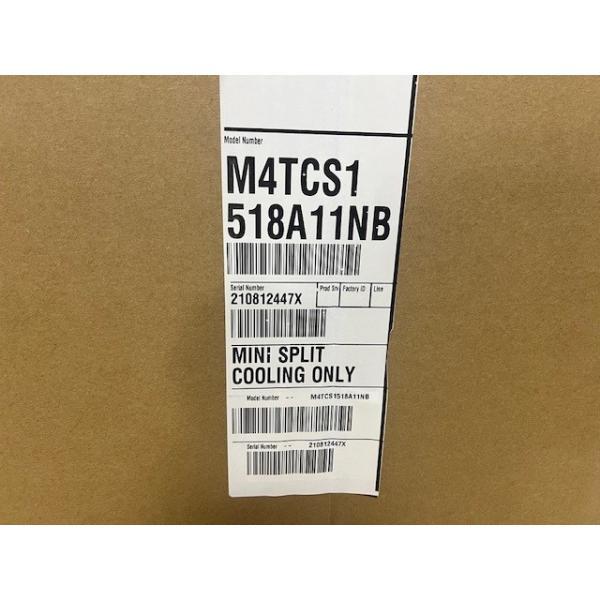 Model Number
M4TCS1
518A11NB
Serial Number Prod Sn Factory ID Line
210812447X
MINI SPLIT
COOLING ONLY
Model Number -- M4TCS1518A11NB
Serial Number -- 210812447X